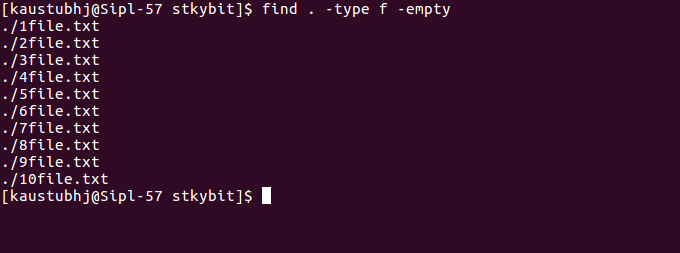 [kaustubhj@Sipl-57 stkybit]$ find . -type f -empty
./1file.txt
./2file.txt
./3file.txt
./4file.txt
./5file.txt
./6file.txt
./7file.txt
./8file.txt
./9file.txt
./10file.txt
[kaustubhj@Sipl-57 stkybit]$